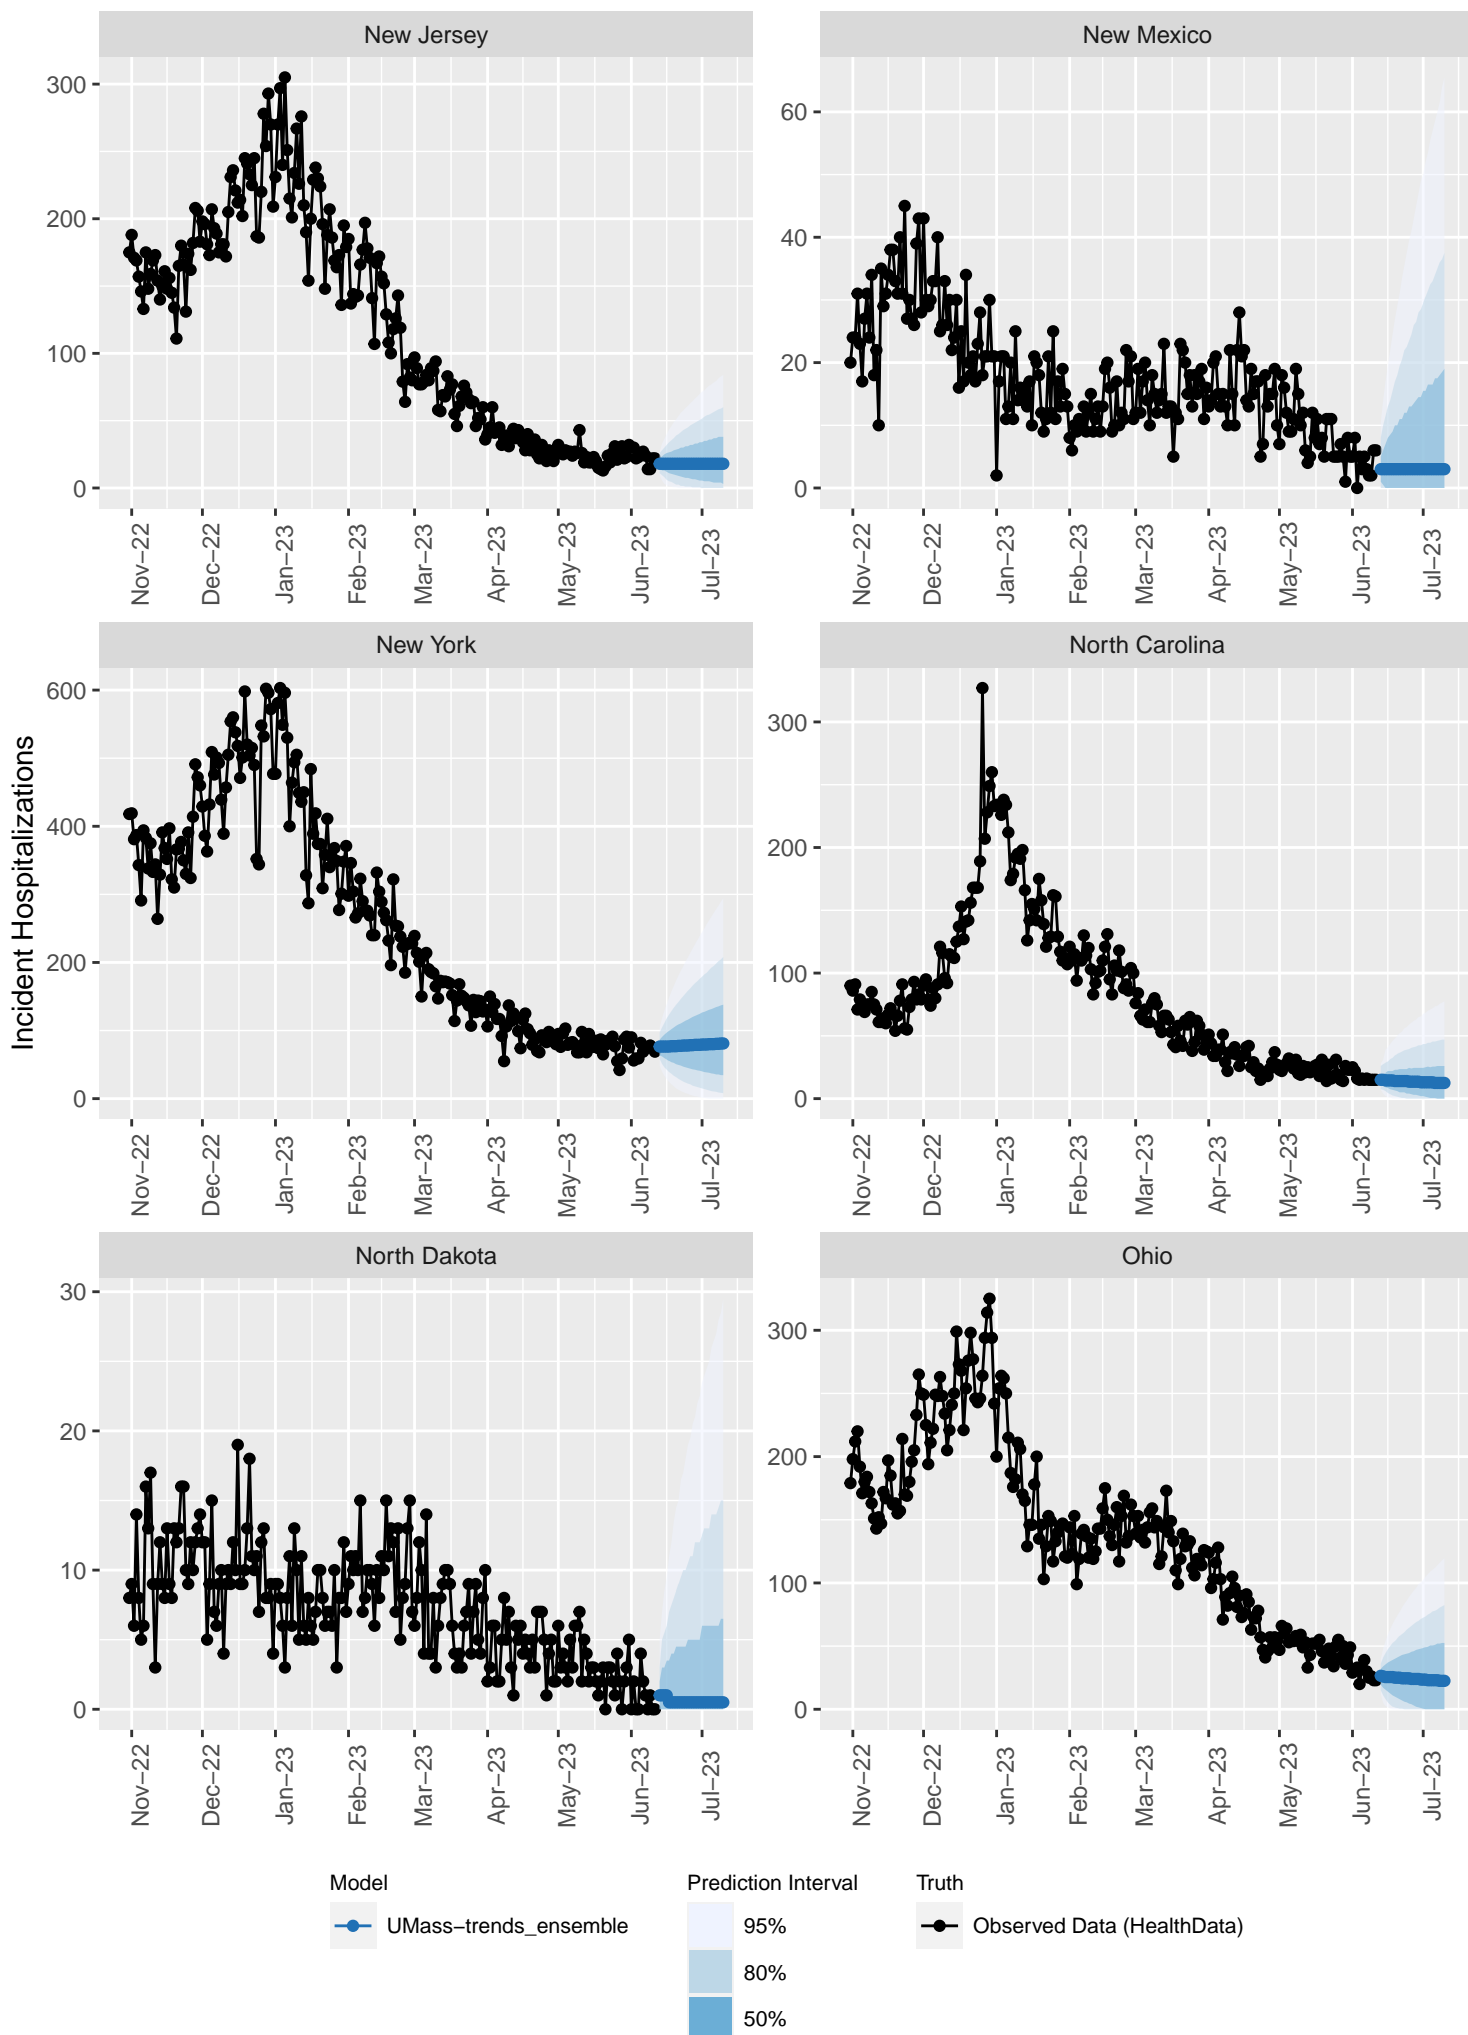 New Jersey
New Mexico
300
200
100
0
60
40
20
0
Nov−22
Dec−22
Jan−23
Feb−23
Mar−23
Apr−23
May−23
Jun−23
Jul−23
Nov−22
Dec−22
Jan−23
Feb−23
Mar−23
Apr−23
May−23
Jun−23
Jul−23
Incident Hospitalizations
New York
North Carolina
600
400
200
0
300
200
100
0
Nov−22
Dec−22
Jan−23
Feb−23
Mar−23
Apr−23
May−23
Jun−23
Jul−23
Nov−22
Dec−22
Jan−23
Feb−23
Mar−23
Apr−23
May−23
Jun−23
Jul−23
North Dakota
Ohio
30
20
10
0
300
200
100
0
Nov−22
Dec−22
Jan−23
Feb−23
Mar−23
Apr−23
May−23
Jun−23
Jul−23
Nov−22
Dec−22
Jan−23
Feb−23
Mar−23
Apr−23
May−23
Jun−23
Jul−23
Model
UMass−trends_ensemble
Prediction Interval
95%
80%
50%
Truth
Observed Data (HealthData)